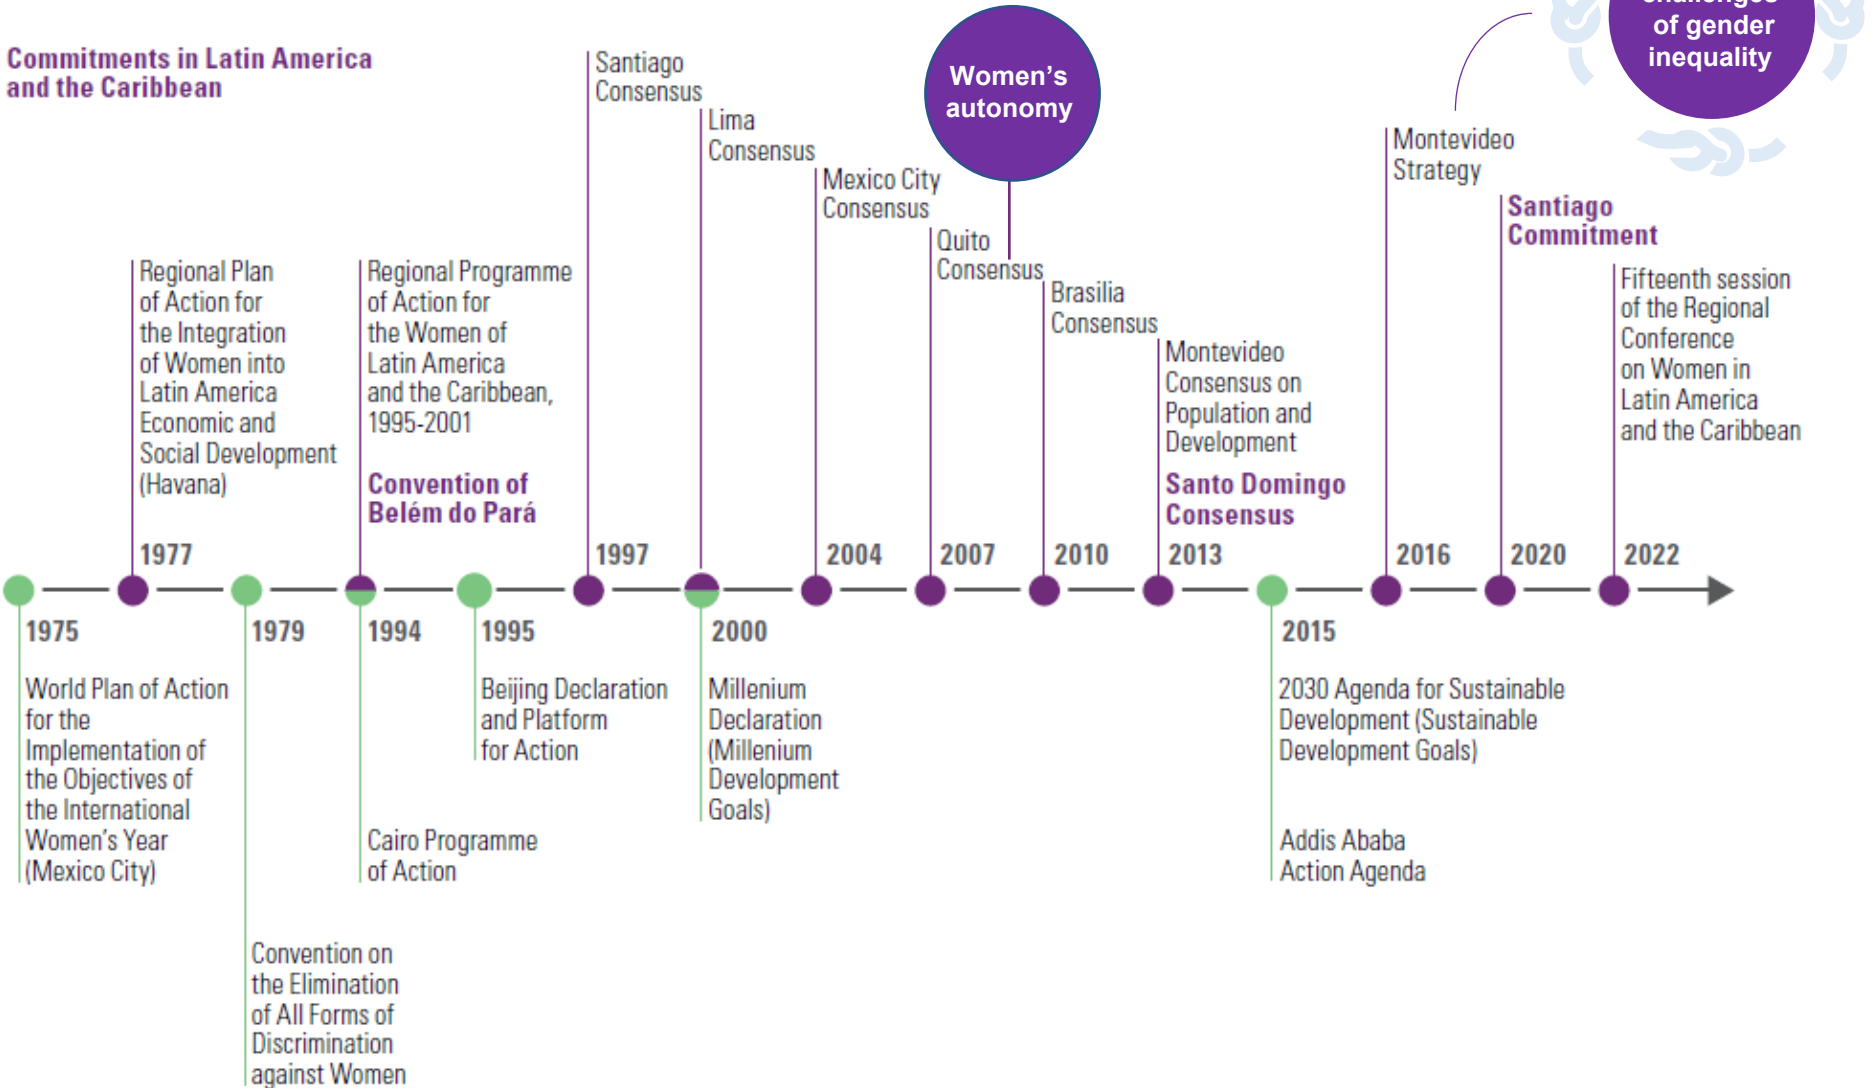 Commitments in Latin America
and the Caribbean
Santiago
Consensus
Lima
Consensus
Mexico City
Consensus
Women's
autonomy
Quito
Consensus
Brasilia
Consensus
challenges
of gender
inequality
Montevideo
Strategy
Santiago
Commitment
Regional Plan
of Action for
the Integration
of Women into
Latin America
Economic and
Social Development
(Havana)
Regional Programme
of Action for
the Women of
Latin America
and the Caribbean,
1995-2001
Convention of
Belém do Pará
Montevideo
Consensus on
Population and
Development
Santo Domingo
Consensus
Fifteenth session
of the Regional
Conference
on Women in
Latin America
and the Caribbean
1977
1997
2004
2007
2010
2013
2016
2020
2022
1975
1979
1994
1995
2000
2015
World Plan of Action
for the
Implementation of
the Objectives of
the International
Women's Year
(Mexico City)
Convention on
the Elimination
of All Forms of
Discrimination
against Women
Cairo Programme
of Action
Beijing Declaration
and Platform
for Action
Millenium
Declaration
(Millenium
Development
Goals)
2030 Agenda for Sustainable
Development (Sustainable
Development Goals)
Addis Ababa
Action Agenda